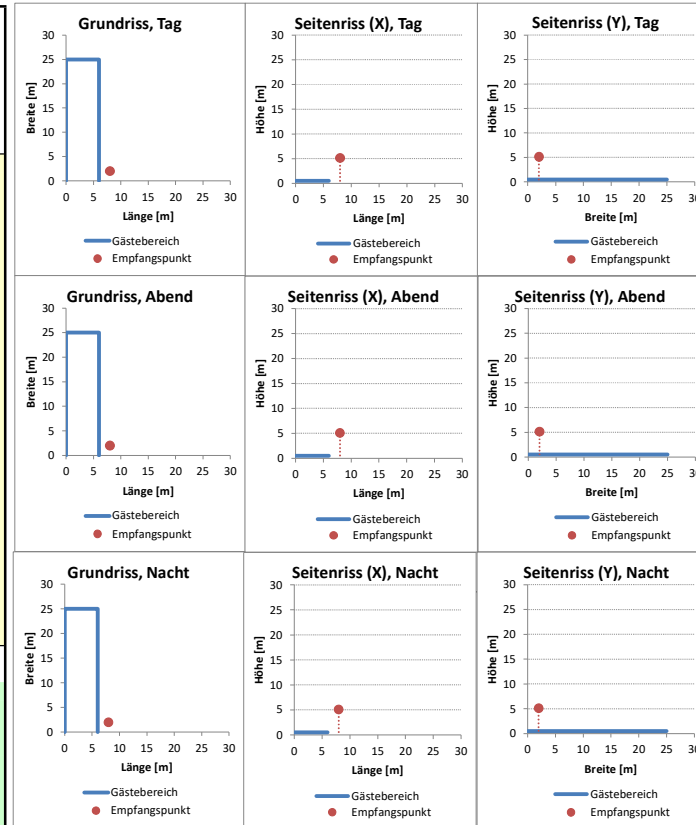 Grundriss, Tag
30
25
20
15
10
5
0
Breite [m]
0 5 10 15 20 25 30
Länge [m]
Gästebereich
Empfangspunkt
Seitenriss (X), Tag
30
25
20
15
10
5
0
Höhe [m]
0 5 10 15 20 25 30
Länge [m]
Gästebereich
Empfangspunkt
Seitenriss (Y), Tag
30
25
20
15
10
5
0
Höhe [m]
0 5 10 15 20 25 30
Breite [m]
Gästebereich
Empfangspunkt
Grundriss, Abend
30
25
20
15
10
5
0
Breite [m]
0 5 10 15 20 25 30
Länge [m]
Gästebereich
Empfangspunkt
Seitenriss (X), Abend
30
25
20
15
10
5
0
Höhe [m]
0 5 10 15 20 25 30
Länge [m]
Gästebereich
Empfangspunkt
Seitenriss (Y), Abend
30
25
20
15
10
5
0
Höhe [m]
0 5 10 15 20 25 30
Breite [m]
Gästebereich
Empfangspunkt
Grundriss, Nacht
30
25
20
15
10
5
0
Breite [m]
0 5 10 15 20 25 30
Länge [m]
Gästebereich
Empfangspunkt
Seitenriss (X), Nacht
30
25
20
15
10
5
0
Höhe [m]
0 5 10 15 20 25 30
Länge [m]
Gästebereich
Empfangspunkt
Seitenriss (Y), Nacht
30
25
20
15
10
5
0
Höhe [m]
0 5 10 15 20 25 30
Breite [m]
Gästebereich
Empfangspunkt